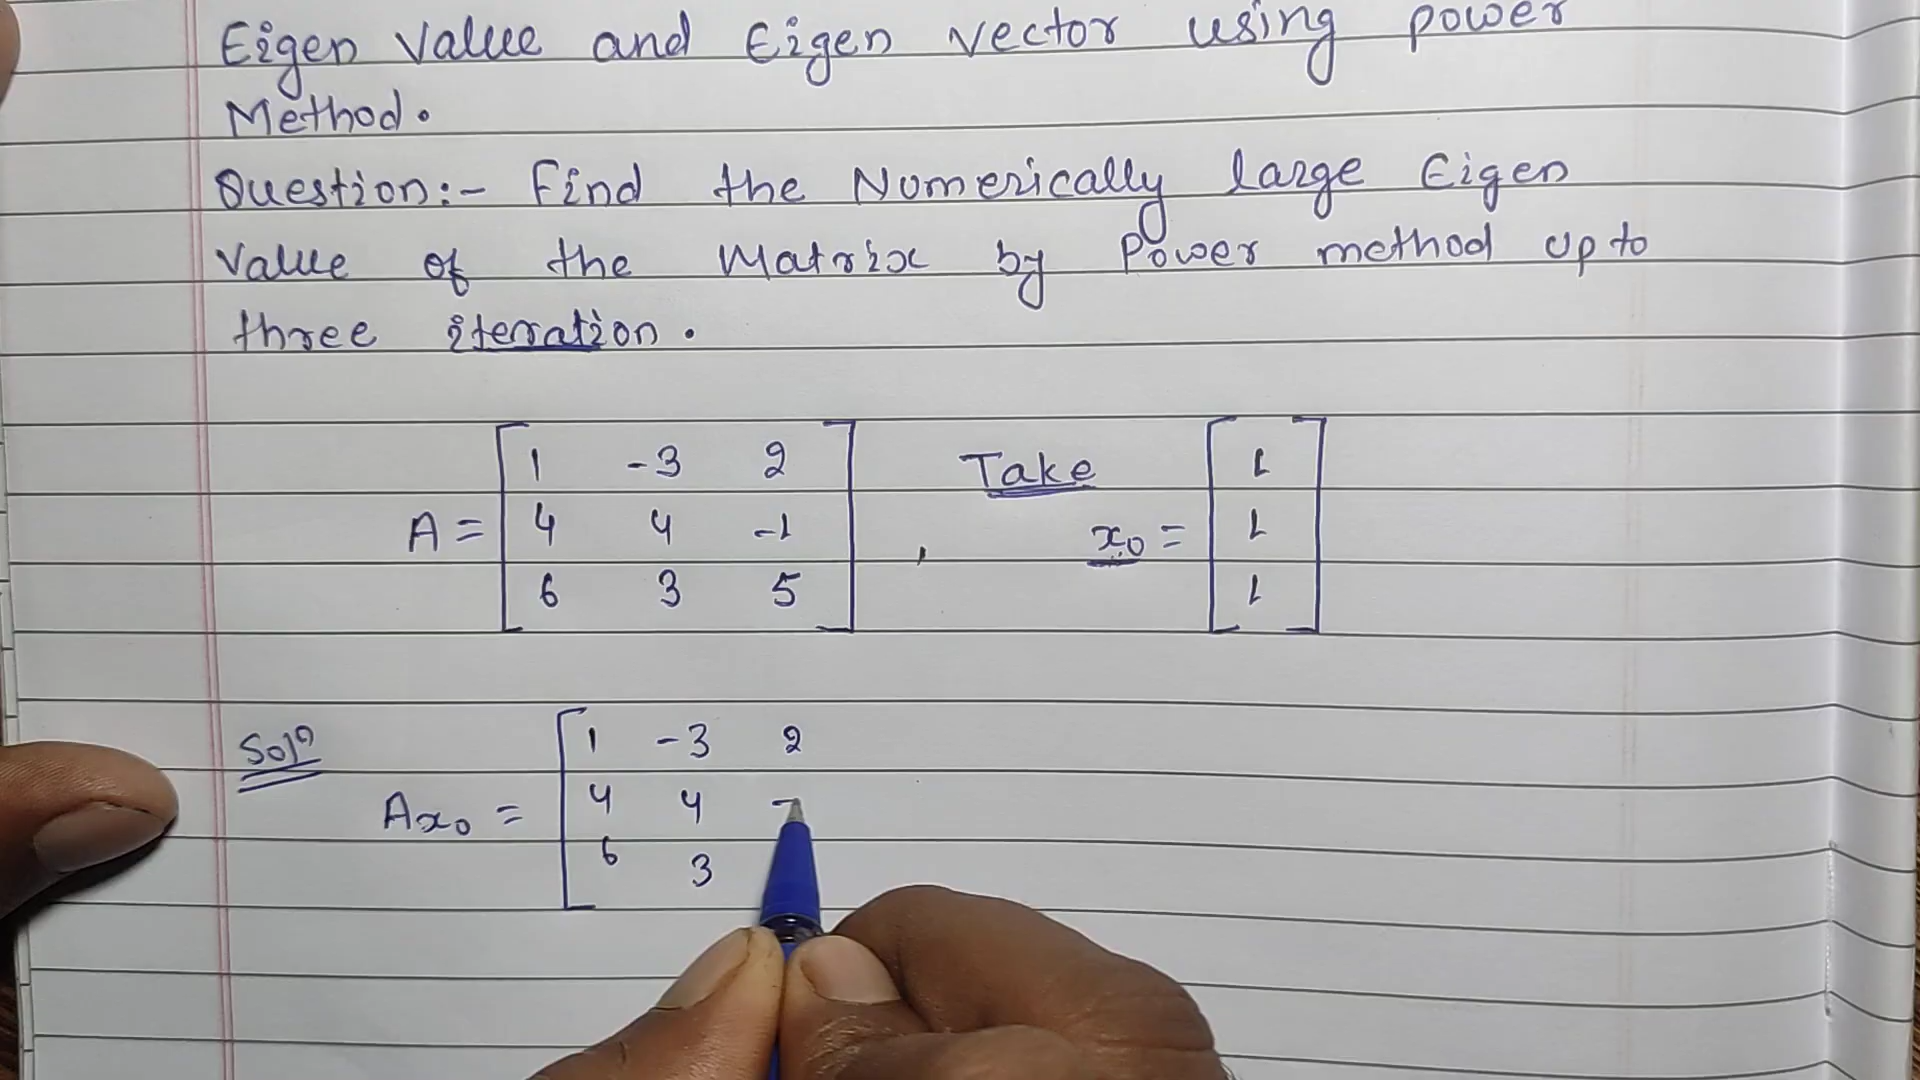 Eigen Value and Eigen Vector using power
Method.
Question:- Find the Numerically large Eigen
Value of the Matrix by Power method up to
three iteration.
A = [ 1 -3 2
4 4 -1
6 3 5 ] , Take x₀ = [ 1
1
1 ]
Solⁿ
Ax₀ = [ 1 -3 2
4 4 -
6 3